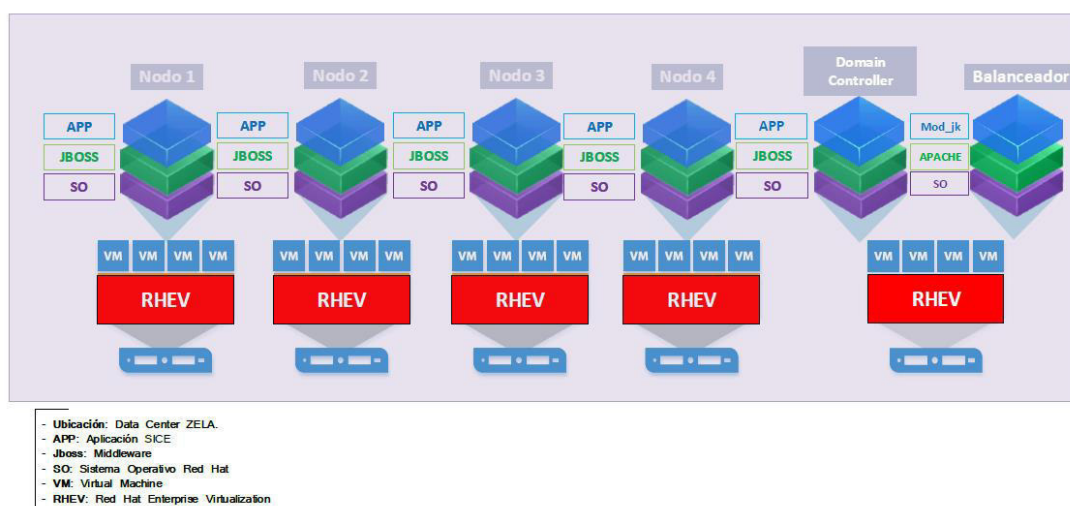 Nodo 1
Nodo 2
Nodo 3
Nodo 4
Domain
Controller
Balanceador
APP
APP
APP
APP
APP
Mod_jk
JBOSS
JBOSS
JBOSS
JBOSS
JBOSS
APACHE
SO
SO
SO
SO
SO
SO
VM VM VM VM
VM VM VM VM
VM VM VM VM
VM VM VM VM
VM VM VM VM
RHEV
RHEV
RHEV
RHEV
RHEV
- Ubicación: Data Center ZELA.
- APP: Aplicación SICE
- Jboss: Middleware
- SO: Sistema Operativo Red Hat
- VM: Virtual Machine
- RHEV: Red Hat Enterprise Virtualization